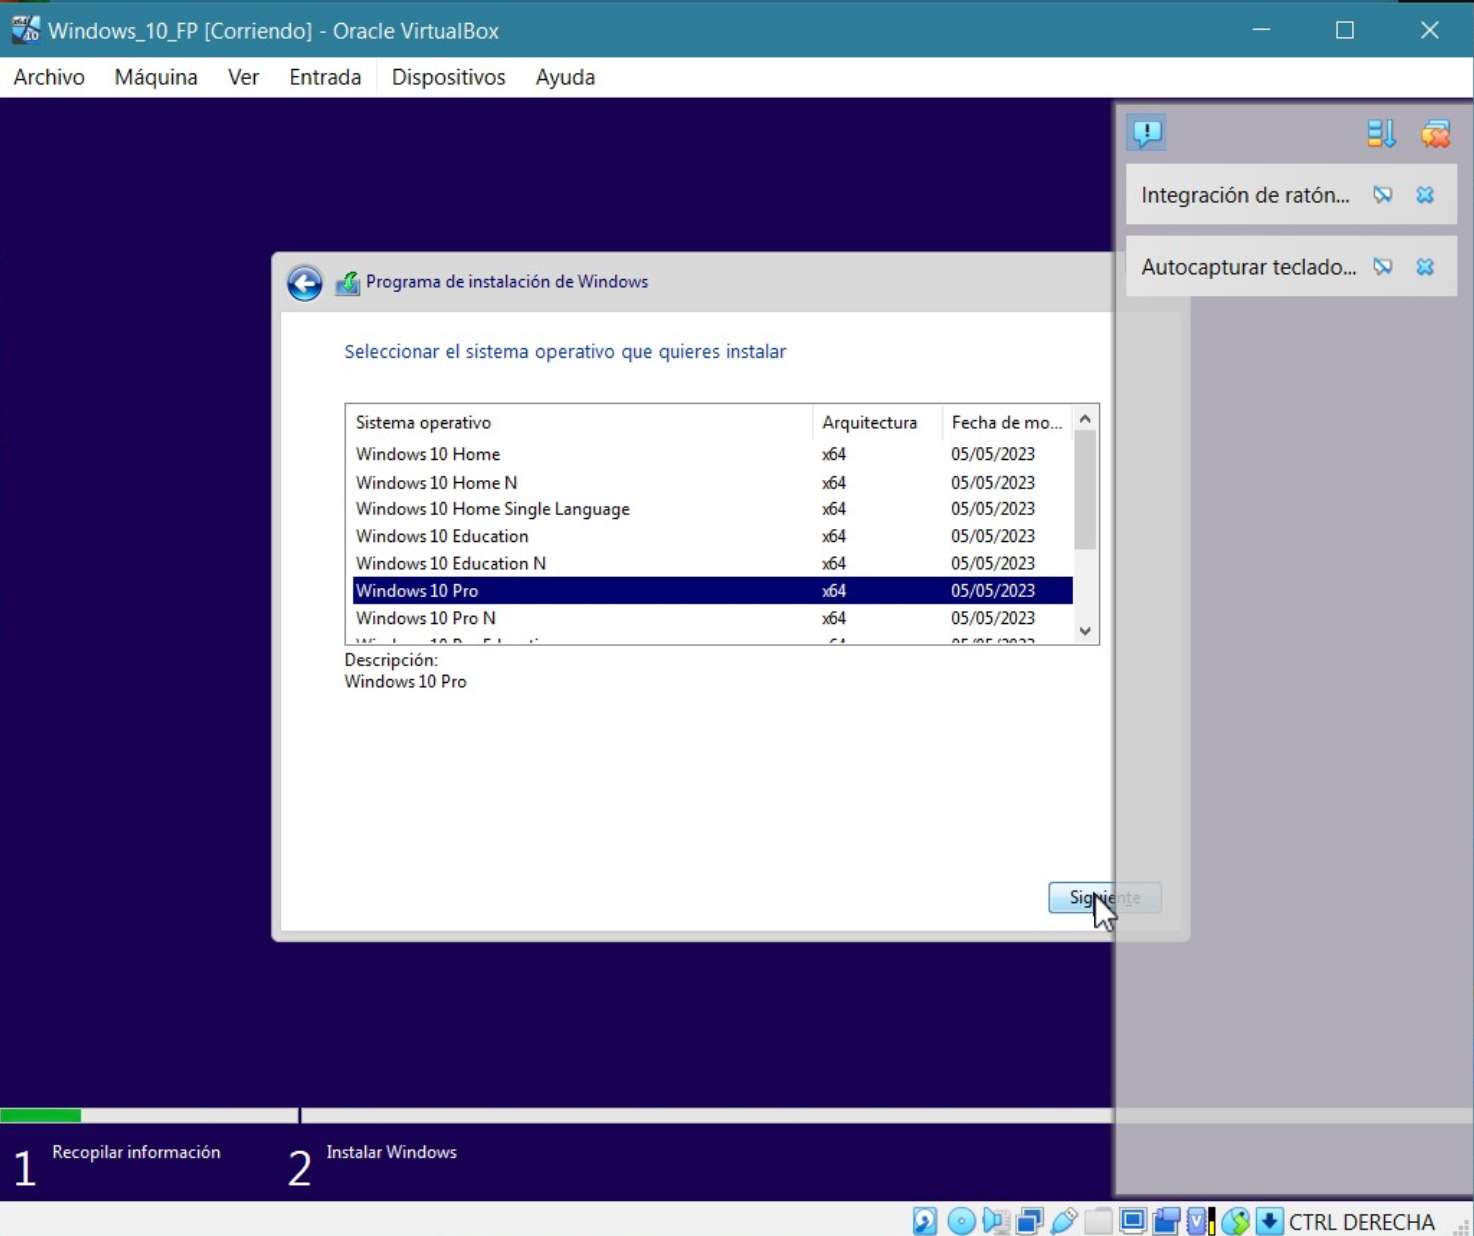 Windows_10_FP [Corriendo] - Oracle VirtualBox
Archivo Máquina Ver Entrada Dispositivos Ayuda
Integración de ratón...
Autocapturar teclado...
Programa de instalación de Windows
Seleccionar el sistema operativo que quieres instalar
Sistema operativo Arquitectura Fecha de mo...
Windows 10 Home x64 05/05/2023
Windows 10 Home N x64 05/05/2023
Windows 10 Home Single Language x64 05/05/2023
Windows 10 Education x64 05/05/2023
Windows 10 Education N x64 05/05/2023
Windows 10 Pro x64 05/05/2023
Windows 10 Pro N x64 05/05/2023
Descripción:
Windows 10 Pro
Siguiente
1 Recopilar información 2 Instalar Windows
CTRL DERECHA